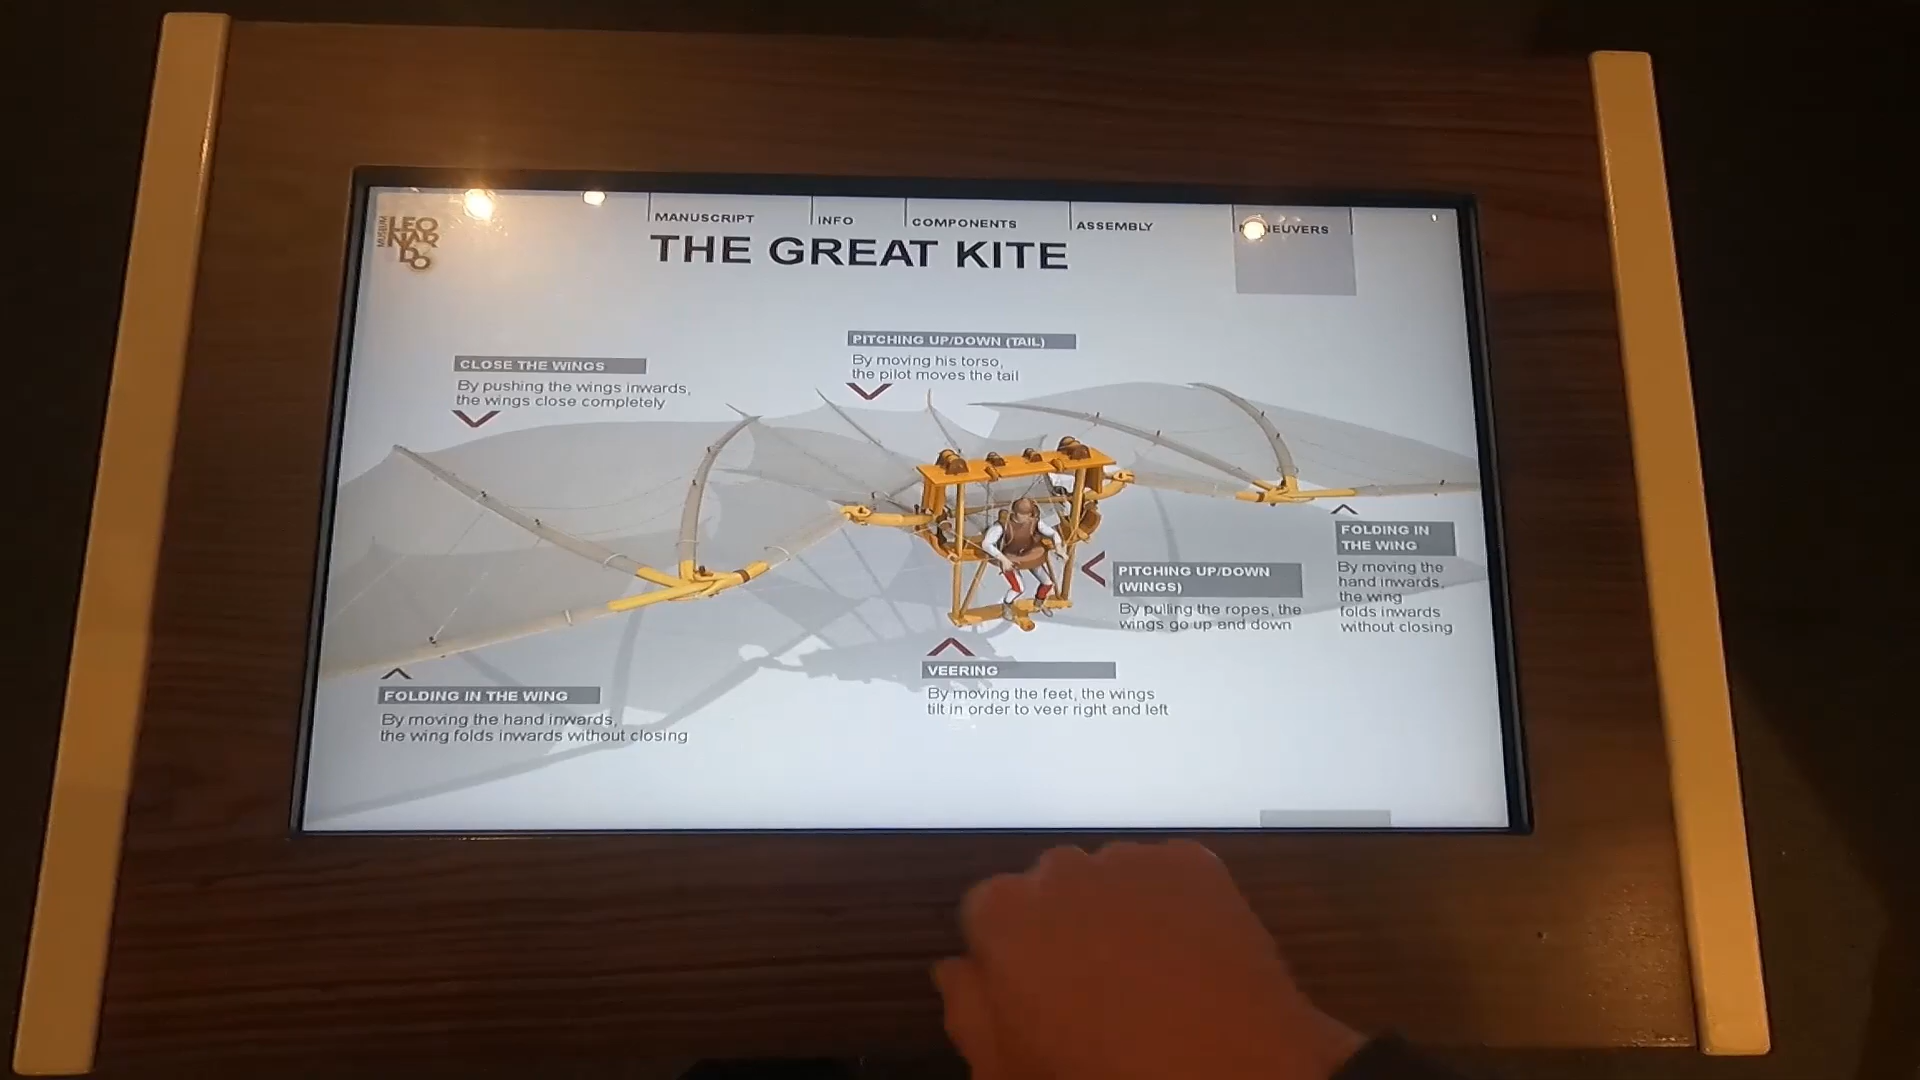 MUSEUM
LEO
NAR
DO
MANUSCRIPT
INFO
COMPONENTS
ASSEMBLY
NEUVERS
THE GREAT KITE
CLOSE THE WINGS
By pushing the wings inwards,
the wings close completely
PITCHING UP/DOWN (TAIL)
By moving his torso,
the pilot moves the tail
FOLDING IN
THE WING
By moving the
hand inwards,
the wing
folds inwards
without closing
PITCHING UP/DOWN
(WINGS)
By pulling the ropes, the
wings go up and down
VEERING
By moving the feet, the wings
tilt in order to veer right and left
FOLDING IN THE WING
By moving the hand inwards,
the wing folds inwards without closing